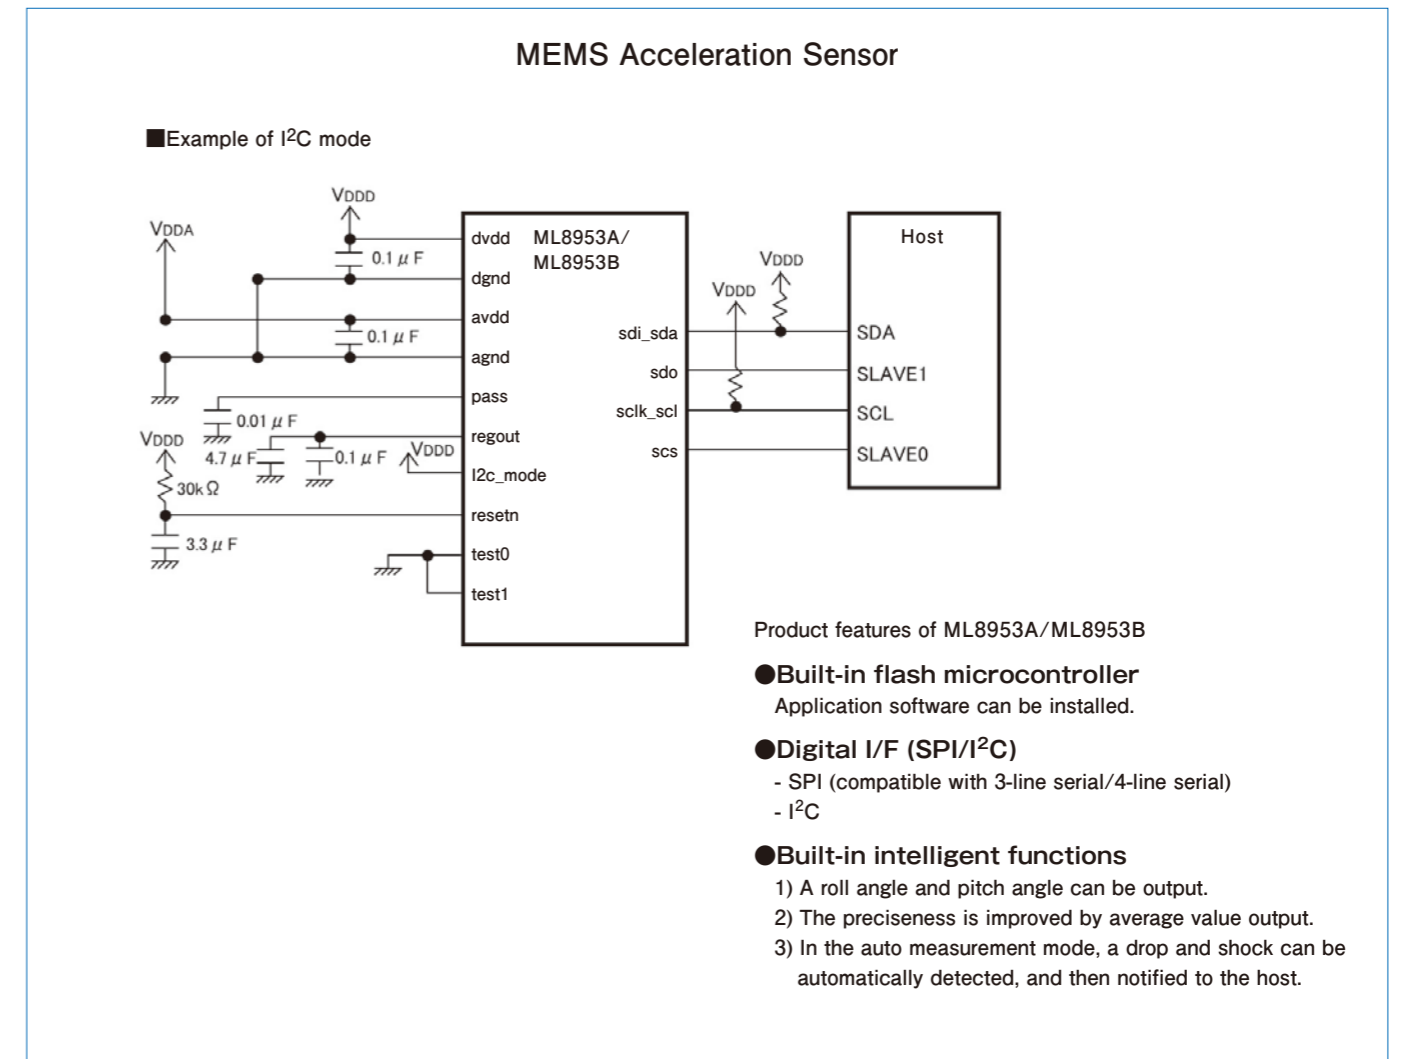 MEMS Acceleration Sensor
■Example of I²C mode
VDDD
VDDA
0.1 μ F
0.1 μ F
0.01 μ F
VDDD
4.7 μ F
0.1 μ F
VDDD
30k Ω
3.3 μ F
dvdd
dgnd
avdd
agnd
pass
regout
I2c_mode
resetn
test0
test1
ML8953A/
ML8953B
sdi_sda
sdo
sclk_scl
scs
VDDD
VDDD
Host
SDA
SLAVE1
SCL
SLAVE0
Product features of ML8953A/ML8953B
●Built-in flash microcontroller
Application software can be installed.
●Digital I/F (SPI/I²C)
- SPI (compatible with 3-line serial/4-line serial)
- I²C
●Built-in intelligent functions
1) A roll angle and pitch angle can be output.
2) The preciseness is improved by average value output.
3) In the auto measurement mode, a drop and shock can be
automatically detected, and then notified to the host.